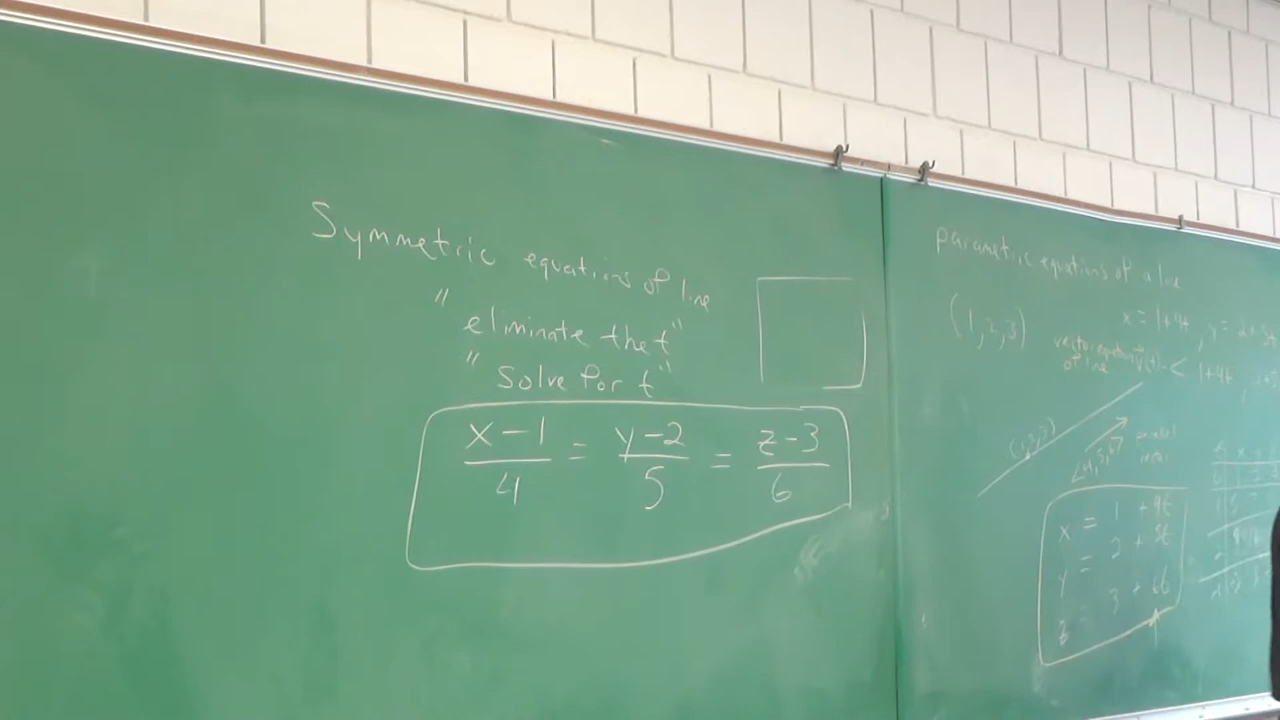 Symmetric equations of line
"eliminate the t"
"Solve for t"
x-1/4 = y-2/5 = z-3/6
parametric equations of a line
(1,2,3)
x = 1+4t, y = 2+5t
vector equation
of line
< 1+4t
(1,2,3)
<4,5,6>
x = 1 + 4t
y = 2 + 5t
z = 3 + 6t